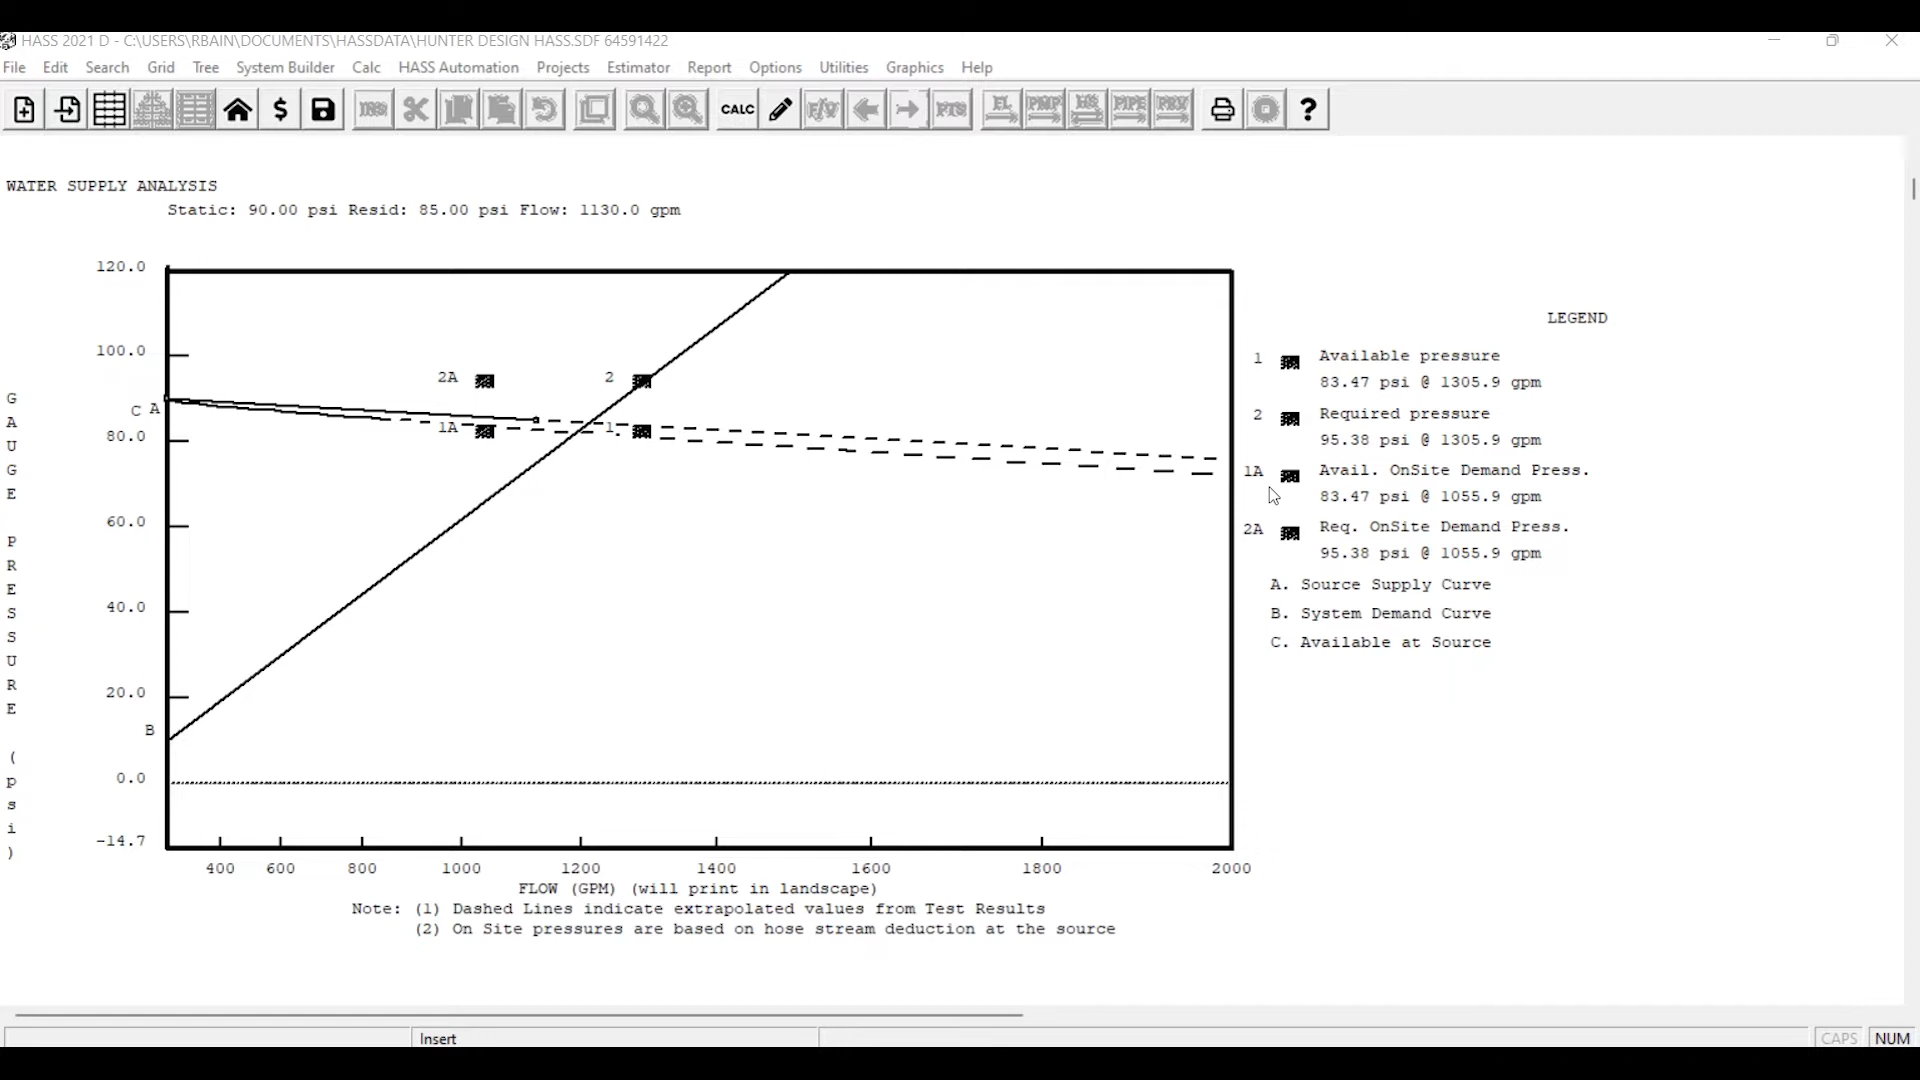 HASS 2021 D - C:\USERS\RBAIN\DOCUMENTS\HASSDATA\HUNTER DESIGN HASS.SDF 64591422
File Edit Search Grid Tree System Builder Calc HASS Automation Projects Estimator Report Options Utilities Graphics Help
$ INS CALC F/V PTS EL PMP HS PIPE PRV ?
WATER SUPPLY ANALYSIS
Static: 90.00 psi Resid: 85.00 psi Flow: 1130.0 gpm
120.0
100.0
80.0
60.0
40.0
20.0
0.0
-14.7
GAUGE PRESSURE (psi)
C A
B
2A
2
1A
1
400 600 800 1000 1200 1400 1600 1800 2000
FLOW (GPM) (will print in landscape)
Note: (1) Dashed Lines indicate extrapolated values from Test Results
(2) On Site pressures are based on hose stream deduction at the source
LEGEND
1 Available pressure
83.47 psi @ 1305.9 gpm
2 Required pressure
95.38 psi @ 1305.9 gpm
1A Avail. OnSite Demand Press.
83.47 psi @ 1055.9 gpm
2A Req. OnSite Demand Press.
95.38 psi @ 1055.9 gpm
A. Source Supply Curve
B. System Demand Curve
C. Available at Source
Insert
CAPS NUM